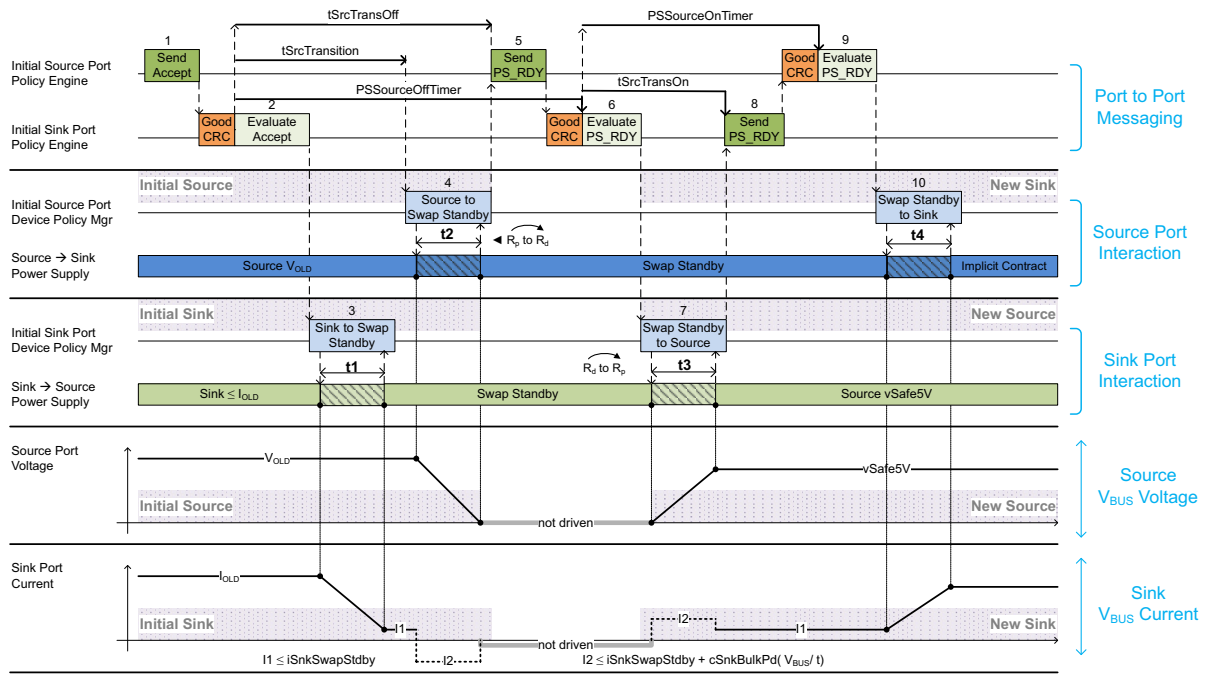 tSrcTransOff
PSSourceOnTimer
1
5
9
Initial Source Port
Policy Engine
Send
Accept
tSrcTransition
Send
PS_RDY
Good
CRC
Evaluate
PS_RDY
tSrcTransOn
PSSourceOffTimer
2
6
8
Initial Sink Port
Policy Engine
Good
CRC
Evaluate
Accept
Good
CRC
Evaluate
PS_RDY
Send
PS_RDY
Port to Port
Messaging
Initial Source
New Sink
4
10
Initial Source Port
Device Policy Mgr
Source to
Swap Standby
Swap Standby
to Sink
t2
Rp to Rd
t4
Source → Sink
Power Supply
Source VOLD
Swap Standby
Implicit Contract
Source Port
Interaction
Initial Sink
New Source
3
7
Initial Sink Port
Device Policy Mgr
Sink to Swap
Standby
Swap Standby
to Source
t1
Rd to Rp
t3
Sink → Source
Power Supply
Sink ≤ IOLD
Swap Standby
Source vSafe5V
Sink Port
Interaction
Source Port
Voltage
VOLD
vSafe5V
Initial Source
New Source
not driven
Source
VBUS Voltage
Sink Port
Current
IOLD
Initial Sink
New Sink
I1
I2
I1
not driven
I2
I1 ≤ iSnkSwapStdby
I2 ≤ iSnkSwapStdby + cSnkBulkPd( VBUS/ t)
Sink
VBUS Current